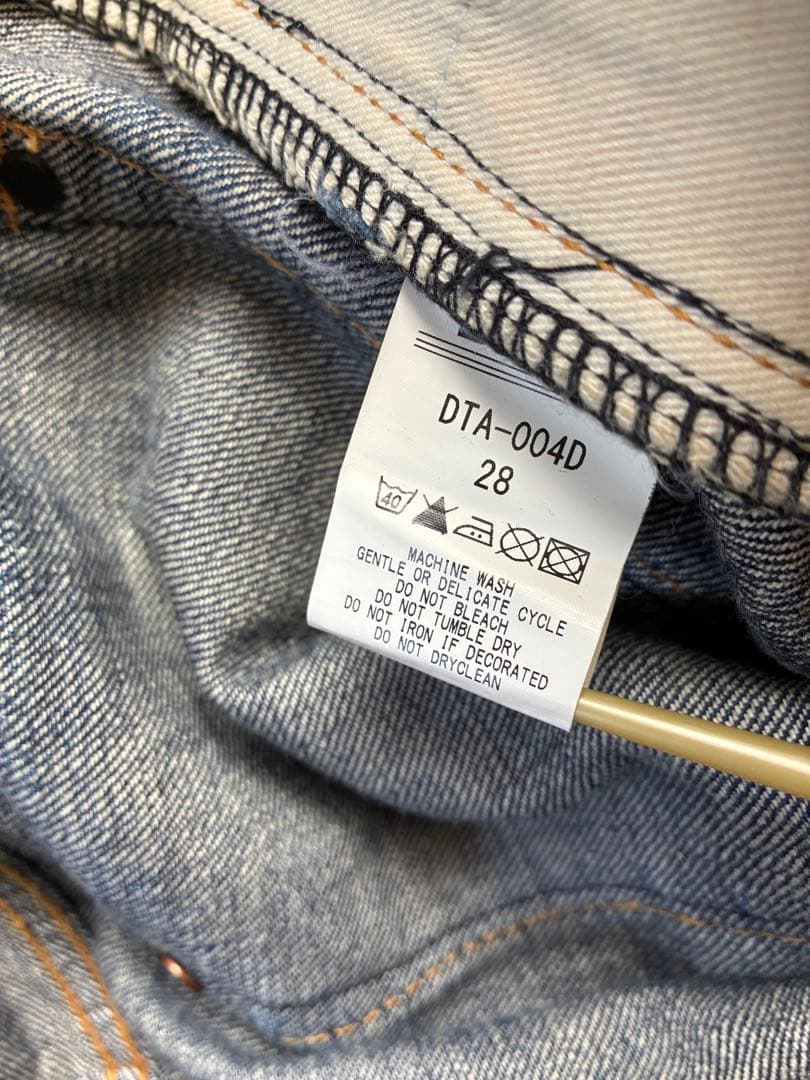 DTA-004D
28
40
MACHINE WASH
GENTLE OR DELICATE CYCLE
DO NOT BLEACH
DO NOT TUMBLE DRY
DO NOT IRON IF DECORATED
DO NOT DRYCLEAN